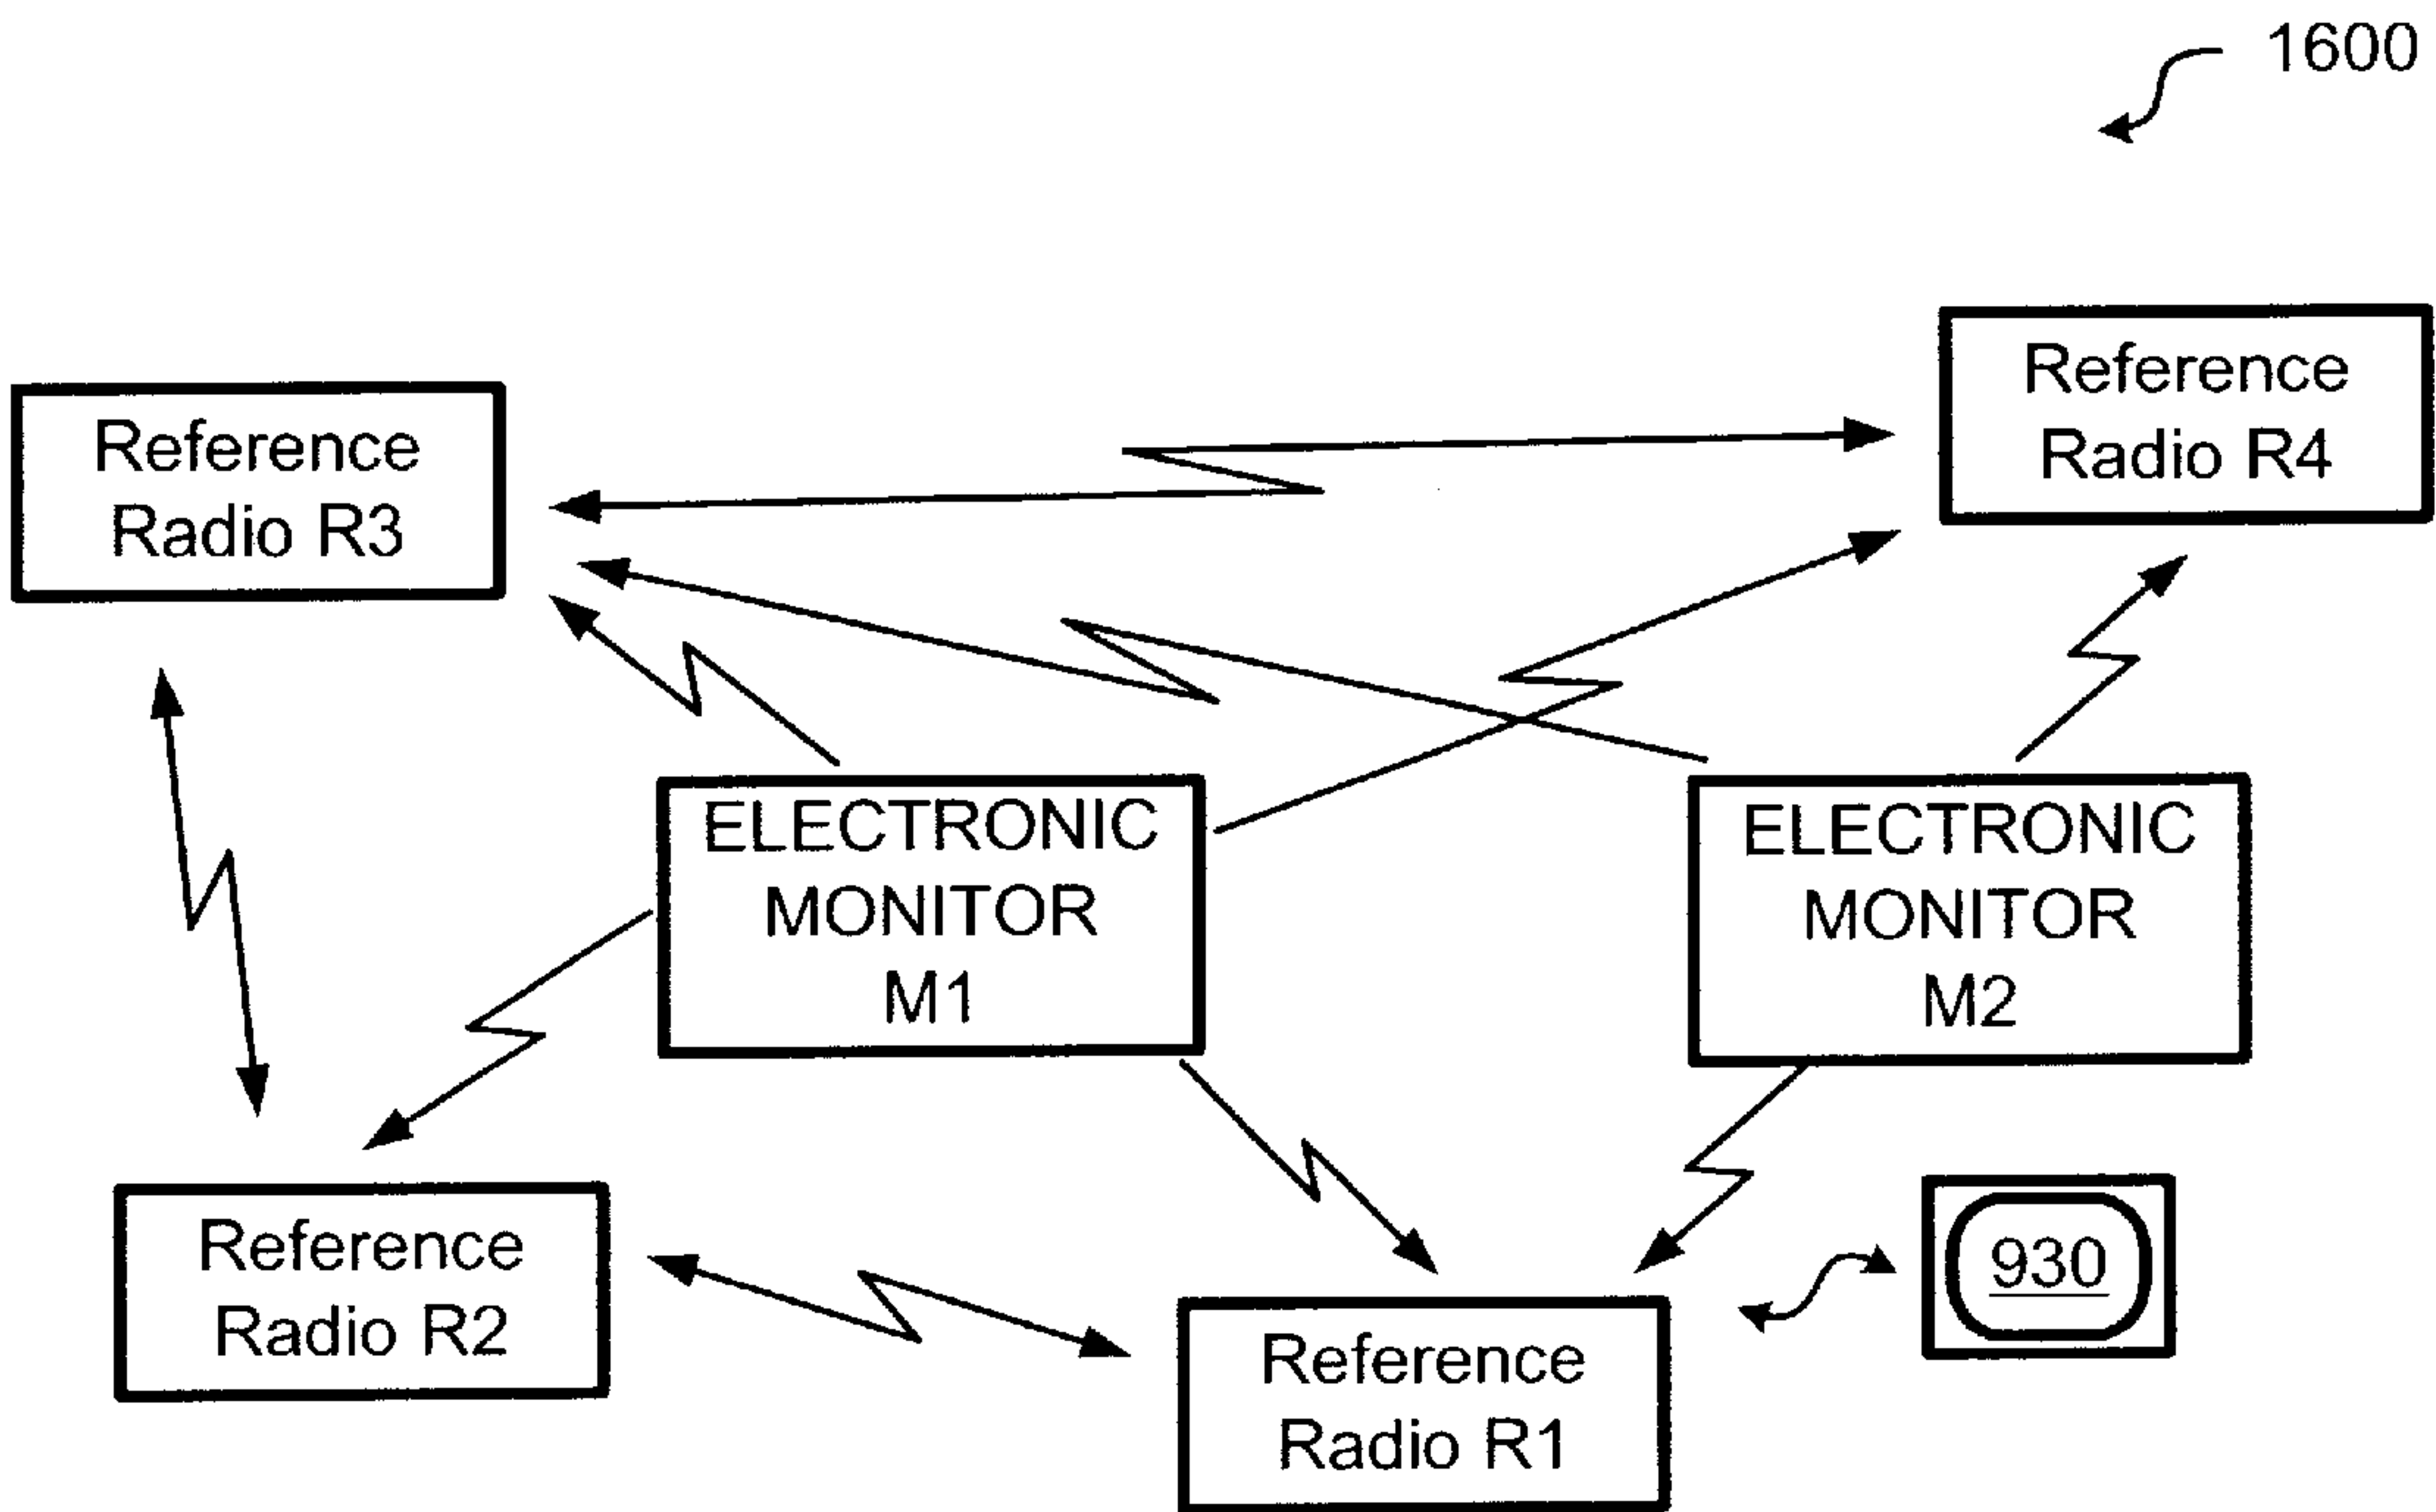 1600
Reference
Radio R4
Reference
Radio R3
ELECTRONIC
MONITOR
M1
ELECTRONIC
MONITOR
M2
Reference
Radio R2
930
Reference
Radio R1